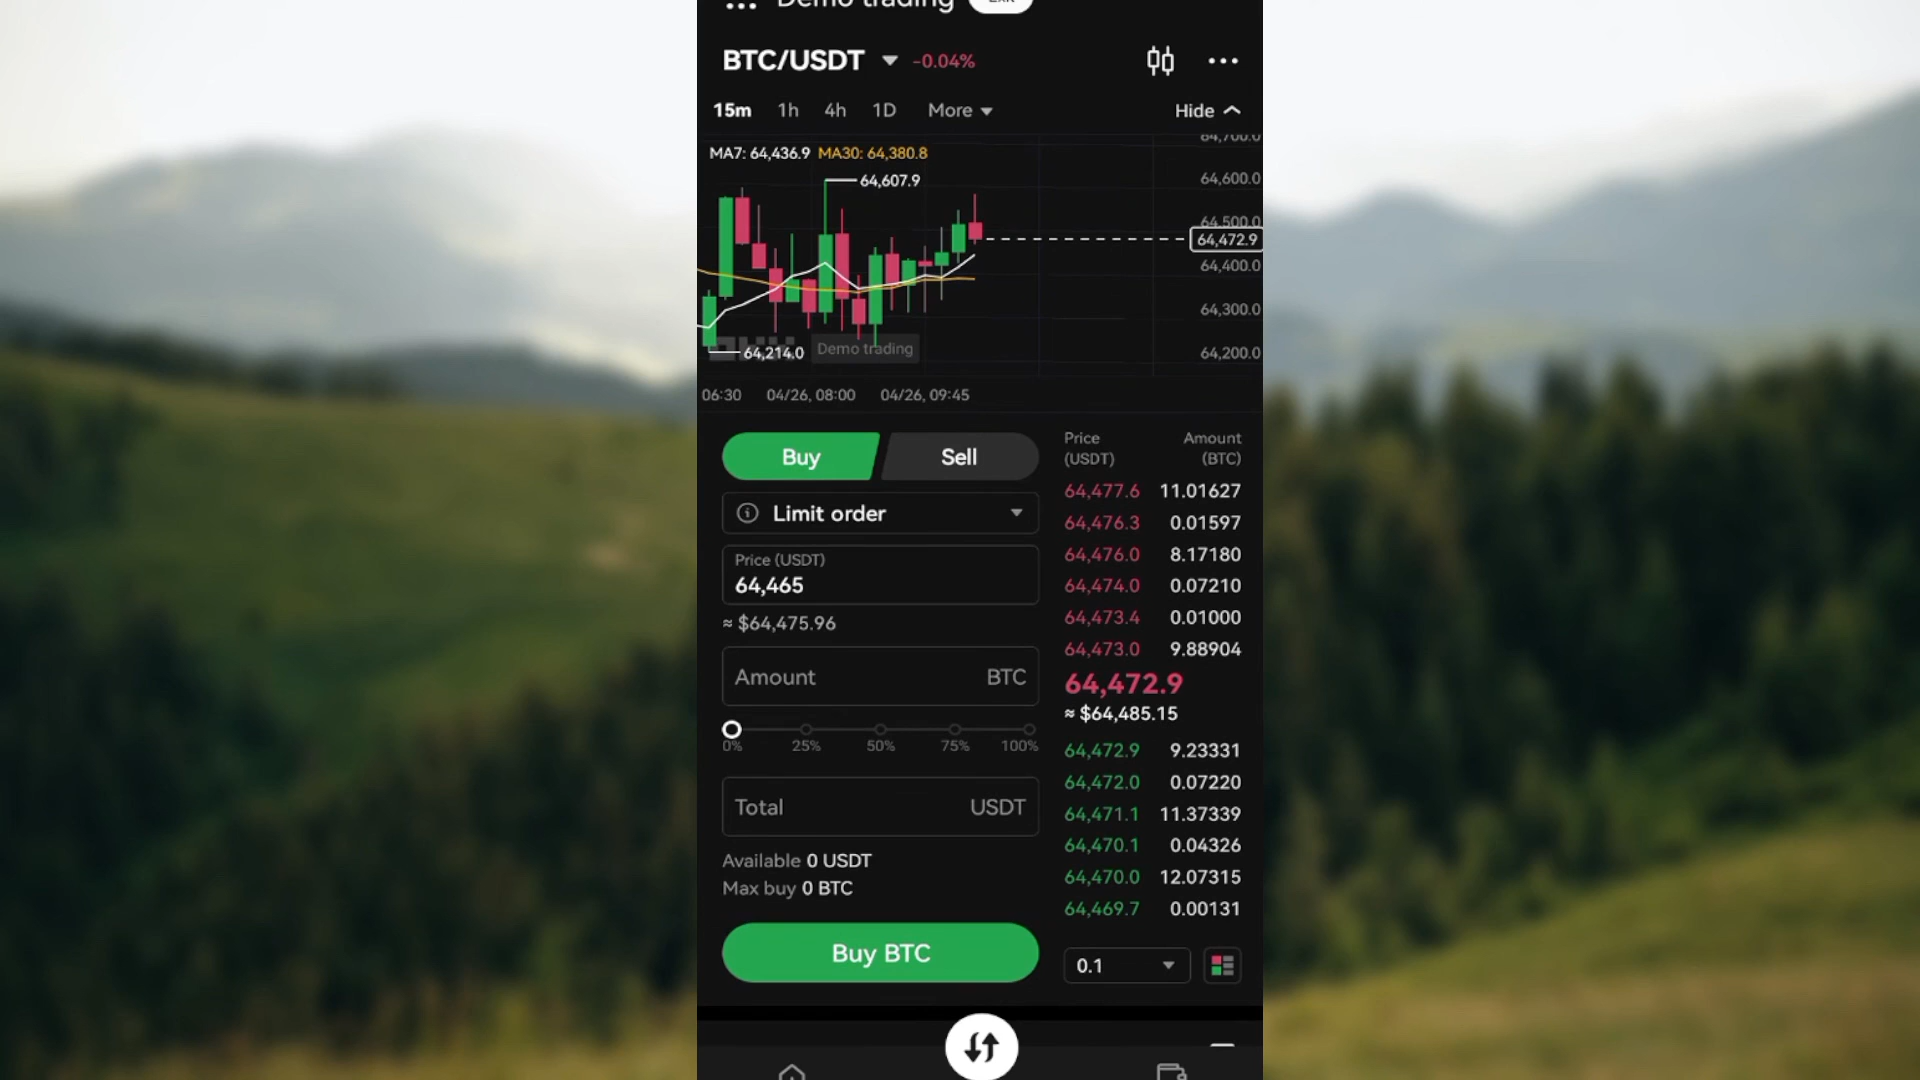 Demo trading
BTC/USDT -0.04%
15m 1h 4h 1D More Hide
64,700.0
MA7: 64,436.9 MA30: 64,380.8
64,607.9
64,600.0
64,500.0
64,472.9
64,400.0
64,300.0
64,214.0
Demo trading
64,200.0
06:30 04/26, 08:00 04/26, 09:45
Buy Sell
Limit order
Price (USDT)
64,465
≈ $64,475.96
Amount BTC
0% 25% 50% 75% 100%
Total USDT
Available 0 USDT
Max buy 0 BTC
Buy BTC
Price Amount
(USDT) (BTC)
64,477.6 11.01627
64,476.3 0.01597
64,476.0 8.17180
64,474.0 0.07210
64,473.4 0.01000
64,473.0 9.88904
64,472.9
≈ $64,485.15
64,472.9 9.23331
64,472.0 0.07220
64,471.1 11.37339
64,470.1 0.04326
64,470.0 12.07315
64,469.7 0.00131
0.1